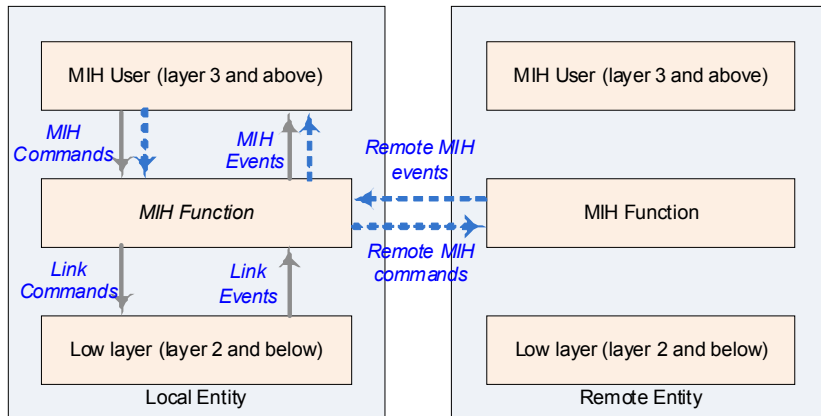 MIH User (layer 3 and above)
MIH
Commands
MIH
Events
MIH Function
Link
Commands
Link
Events
Low layer (layer 2 and below)
Local Entity
Remote MIH
events
Remote MIH
commands
MIH User (layer 3 and above)
MIH Function
Low layer (layer 2 and below)
Remote Entity